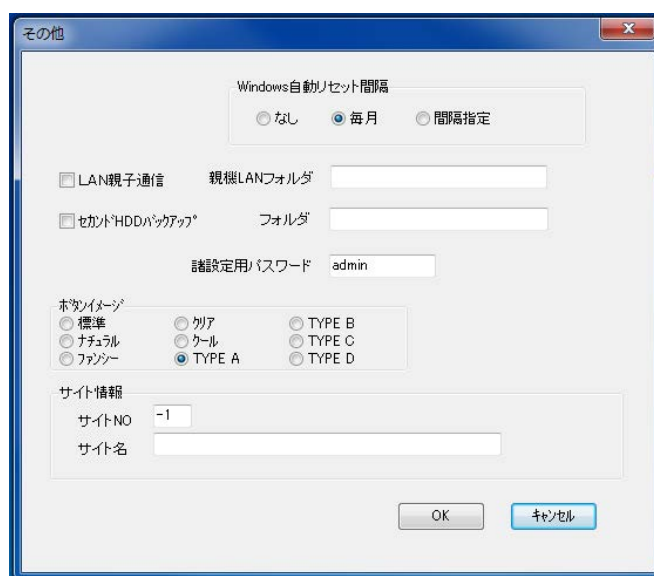 その他
Windows自動リセット間隔
なし 毎月 間隔指定
LAN親子通信 親機LANフォルダ
ｾｶﾝﾄﾞHDDﾊﾞｯｸｱｯﾌﾟ フォルダ
諸設定用パスワード admin
ﾎﾞﾀﾝｲﾒｰｼﾞ
標準 ｸﾘｱ TYPE B
ﾅﾁｭﾗﾙ ｸｰﾙ TYPE C
ﾌｧﾝｼｰ TYPE A TYPE D
サイト情報
サイトNO -1
サイト名
OK ｷｬﾝｾﾙ